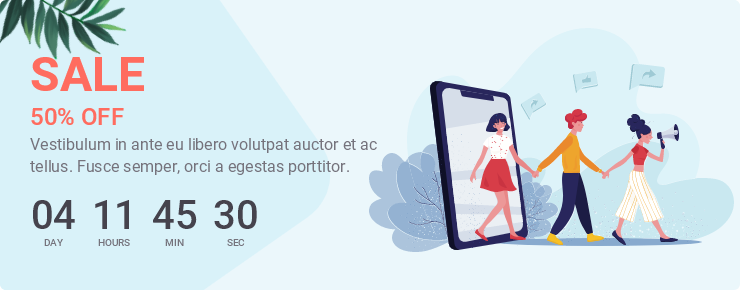 SALE
50% OFF
Vestibulum in ante eu libero volutpat auctor et ac
tellus. Fusce semper, orci a egestas porttitor.
04 11 45 30
DAY HOURS MIN SEC